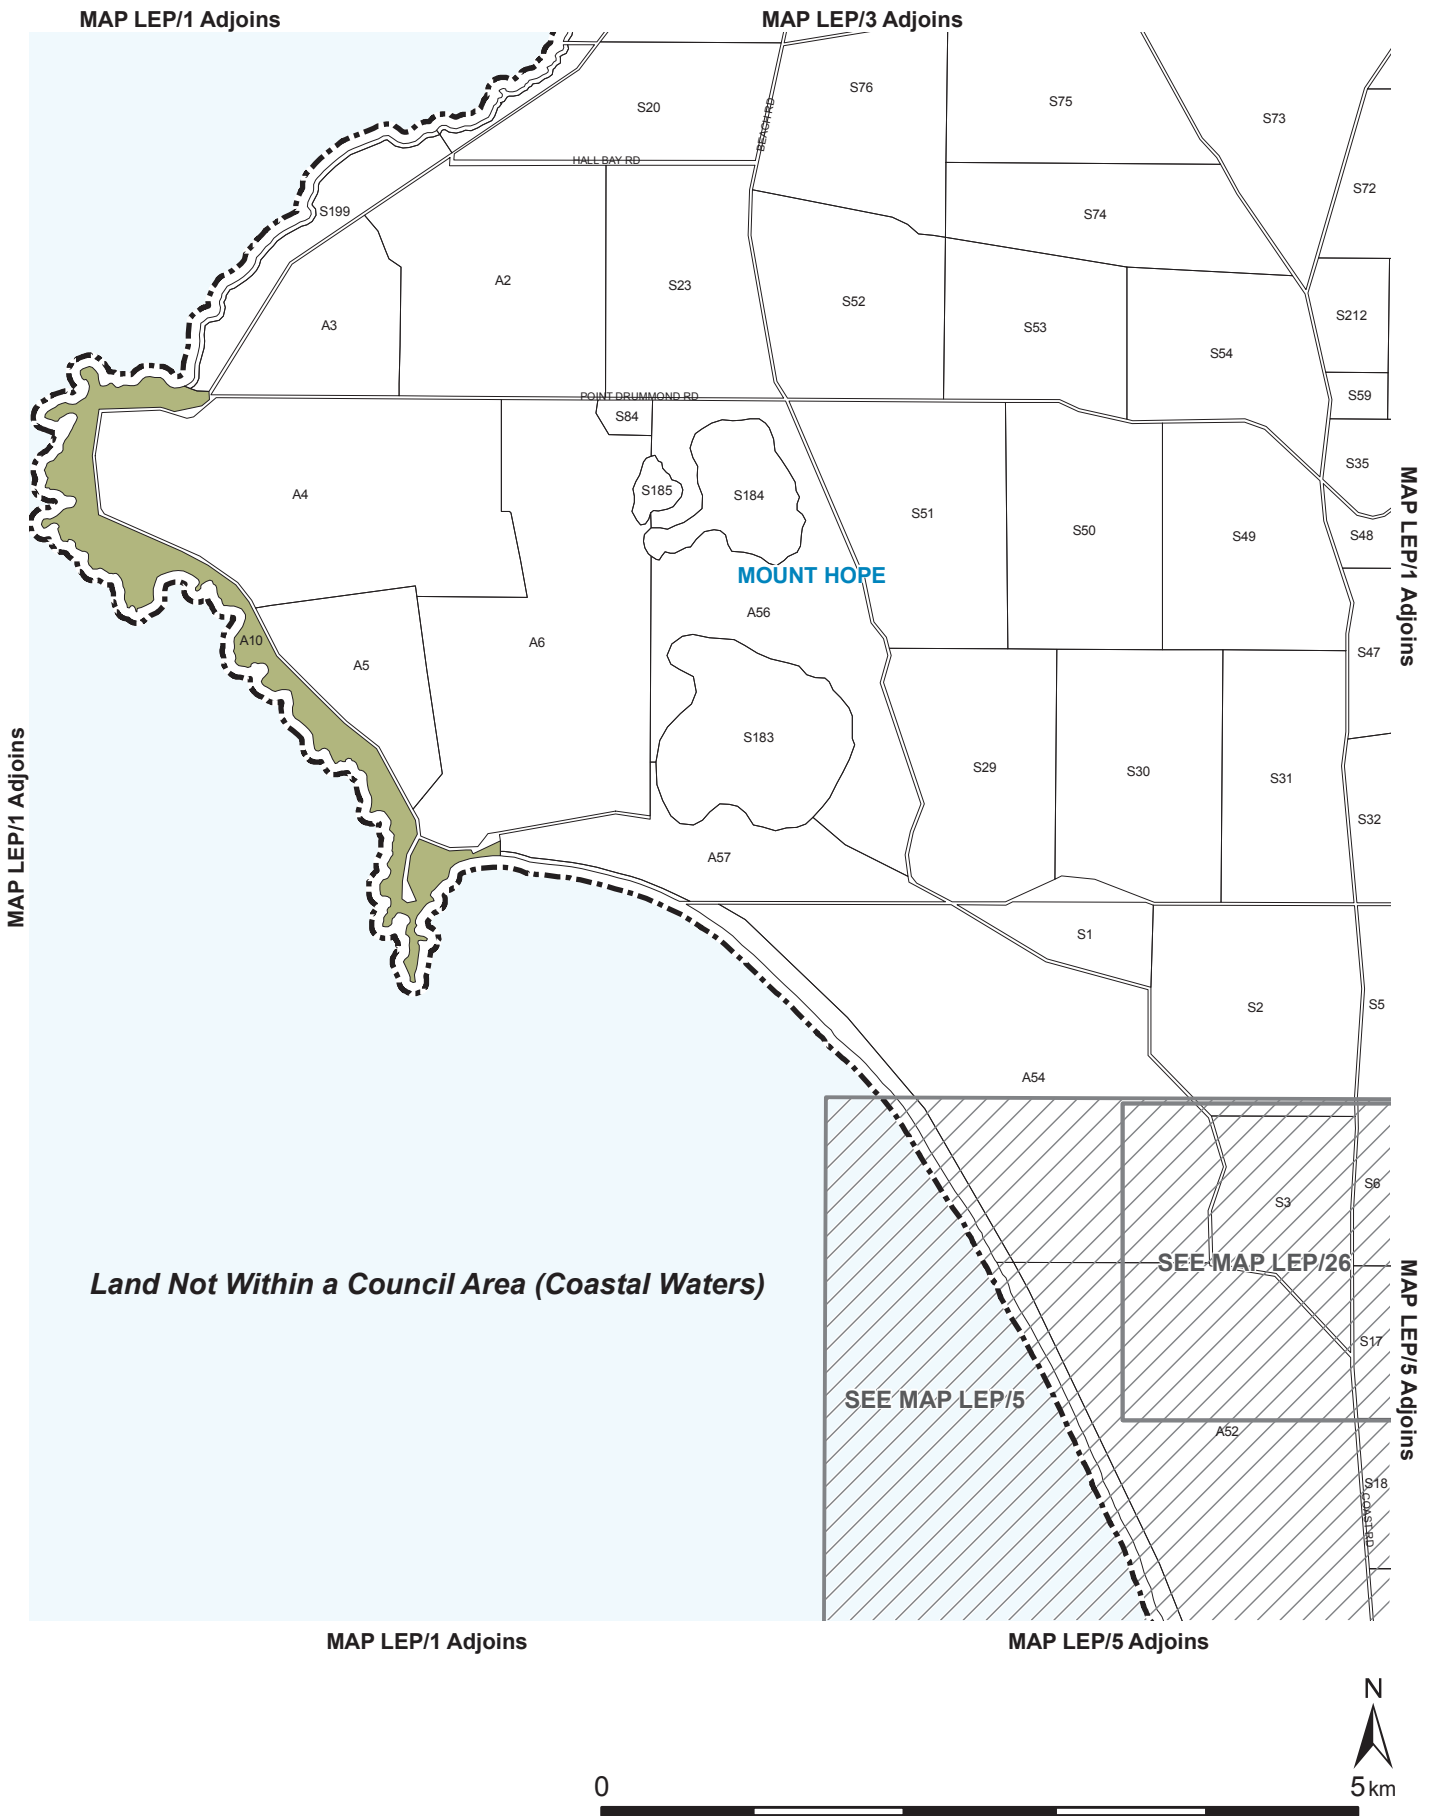 MAP LEP/1 Adjoins
MAP LEP/3 Adjoins
S76
S75
S20
S73
BEACH RD
HALL BAY RD
S72
S199
S74
A2
S23
S52
S212
A3
S53
S54
POINT DRUMMOND RD
S59
S84
S35
S185
S184
A4
S51
S50
S49
S48
MAP LEP/1 Adjoins
MOUNT HOPE
A56
A10
A6
S47
A5
S183
S29
S30
S31
S32
MAP LEP/1 Adjoins
A57
S1
S2
S5
A54
S6
S3
SEE MAP LEP/26
Land Not Within a Council Area (Coastal Waters)
S17
MAP LEP/5 Adjoins
SEE MAP LEP/5
A52
S18
COAST RD
MAP LEP/1 Adjoins
MAP LEP/5 Adjoins
N
0
5 km